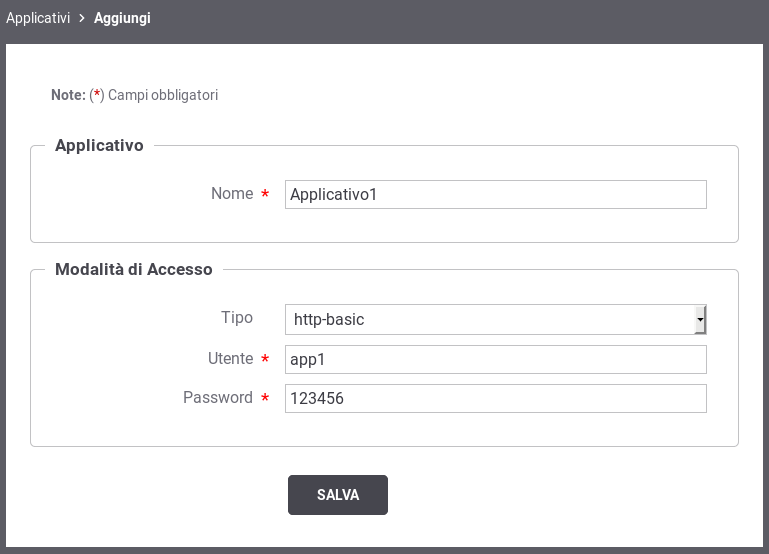 Applicativi > Aggiungi
Note: (*) Campi obbligatori
Applicativo
Nome * Applicativo1
Modalità di Accesso
Tipo http-basic
Utente * app1
Password * 123456
SALVA